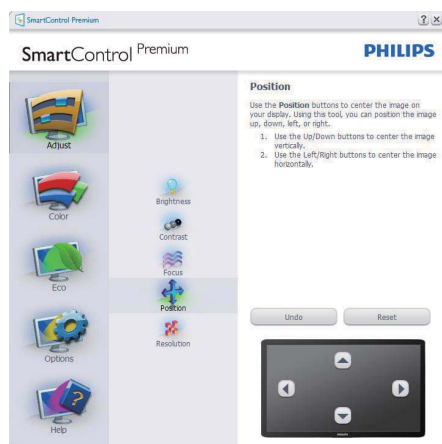 SmartControl Premium
SmartControl Premium
PHILIPS
Adjust
Color
Eco
Options
Help
Brightness
Contrast
Focus
Position
Resolution
Position
Use the Position buttons to center the image on
your display. Using this tool, you can position the image
up, down, left, or right.
1. Use the Up/Down buttons to center the image
vertically.
2. Use the Left/Right buttons to center the image
horizontally.
Undo
Reset
PHILIPS